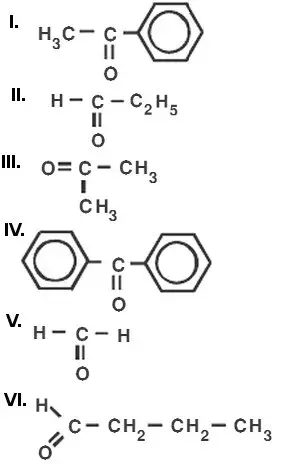 I.
H₃C – C –
O
II.
H – C – C₂H₅
O
III.
O = C – CH₃
CH₃
IV.
C
O
V.
H – C – H
O
VI.
H
C – CH₂ – CH₂ – CH₃
O